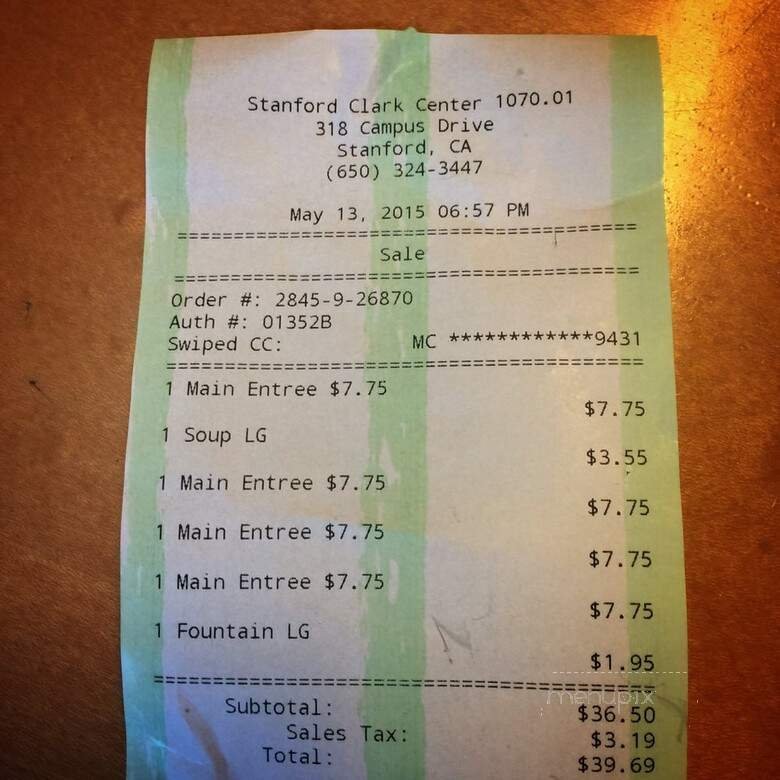 Stanford Clark Center 1070.01
318 Campus Drive
Stanford, CA
(650) 324-3447
May 13, 2015 06:57 PM
========================================
Sale
========================================
Order #: 2845-9-26870
Auth #: 01352B
Swiped CC: MC ************9431
========================================
1 Main Entree $7.75
$7.75
1 Soup LG
$3.55
1 Main Entree $7.75
$7.75
1 Main Entree $7.75
$7.75
1 Main Entree $7.75
$7.75
1 Fountain LG
$1.95
========================================
menupix
Subtotal: $36.50
Sales Tax: $3.19
Total: $39.69